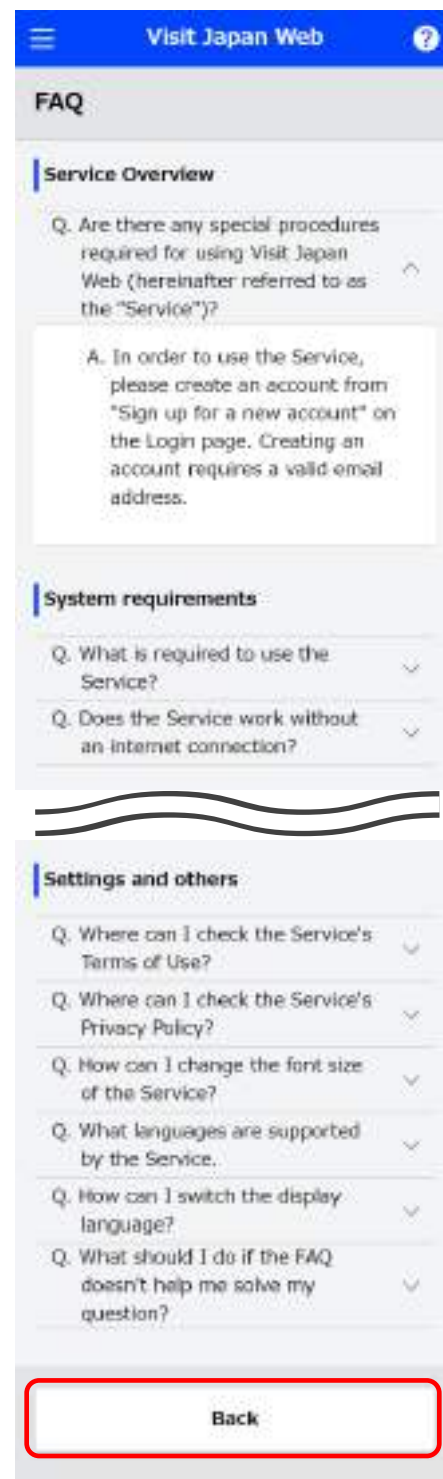 Visit Japan Web ?
FAQ
Service Overview
Q. Are there any special procedures
required for using Visit Japan
Web (hereinafter referred to as
the "Service")?
A. In order to use the Service,
please create an account from
"Sign up for a new account" on
the Login page. Creating an
account requires a valid email
address.
System requirements
Q. What is required to use the
Service?
Q. Does the Service work without
an internet connection?
Settings and others
Q. Where can I check the Service's
Terms of Use?
Q. Where can I check the Service's
Privacy Policy?
Q. How can I change the font size
of the Service?
Q. What languages are supported
by the Service.
Q. How can I switch the display
language?
Q. What should I do if the FAQ
doesn't help me solve my
question?
Back